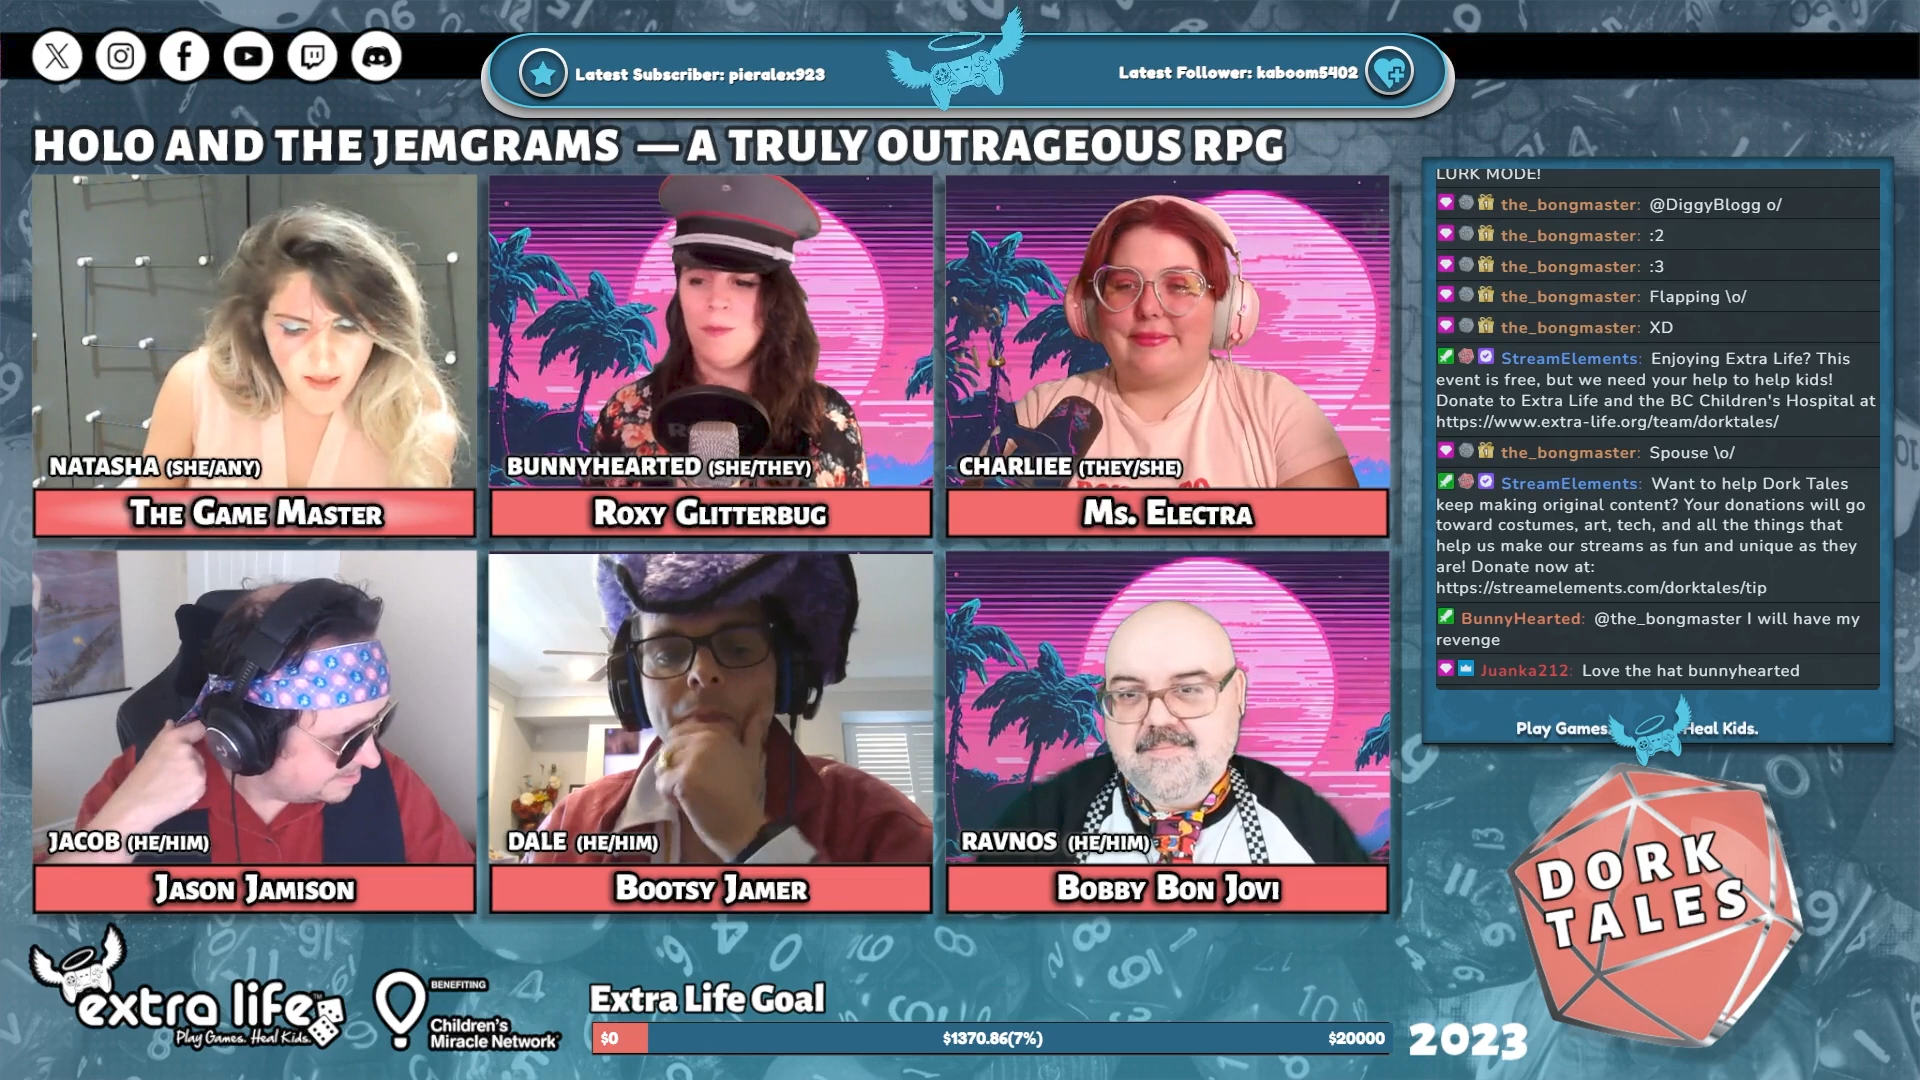 Latest Subscriber: pieralex923
Latest Follower: kaboom5402
HOLO AND THE JEMGRAMS — A TRULY OUTRAGEOUS RPG
NATASHA (SHE/ANY)
THE GAME MASTER
BUNNYHEARTED (SHE/THEY)
ROXY GLITTERBUG
CHARLIEE (THEY/SHE)
MS. ELECTRA
JACOB (HE/HIM)
JASON JAMISON
DALE (HE/HIM)
BOOTSY JAMER
RAVNOS (HE/HIM)
BOBBY BON JOVI
LURK MODE!
the_bongmaster: @DiggyBlogg o/
the_bongmaster: :2
the_bongmaster: :3
the_bongmaster: Flapping \o/
the_bongmaster: XD
StreamElements: Enjoying Extra Life? This
event is free, but we need your help to help kids!
Donate to Extra Life and the BC Children's Hospital at
https://www.extra-life.org/team/dorktales/
the_bongmaster: Spouse \o/
StreamElements: Want to help Dork Tales
keep making original content? Your donations will go
toward costumes, art, tech, and all the things that
help us make our streams as fun and unique as they
are! Donate now at:
https://streamelements.com/dorktales/tip
BunnyHearted: @the_bongmaster I will have my
revenge
Juanka212: Love the hat bunnyhearted
Play Games. Heal Kids.
DORK
TALES
extra life
Play Games. Heal Kids.
BENEFITING
Children's
Miracle Network
Extra Life Goal
$0 $1370.86(7%) $20000
2023